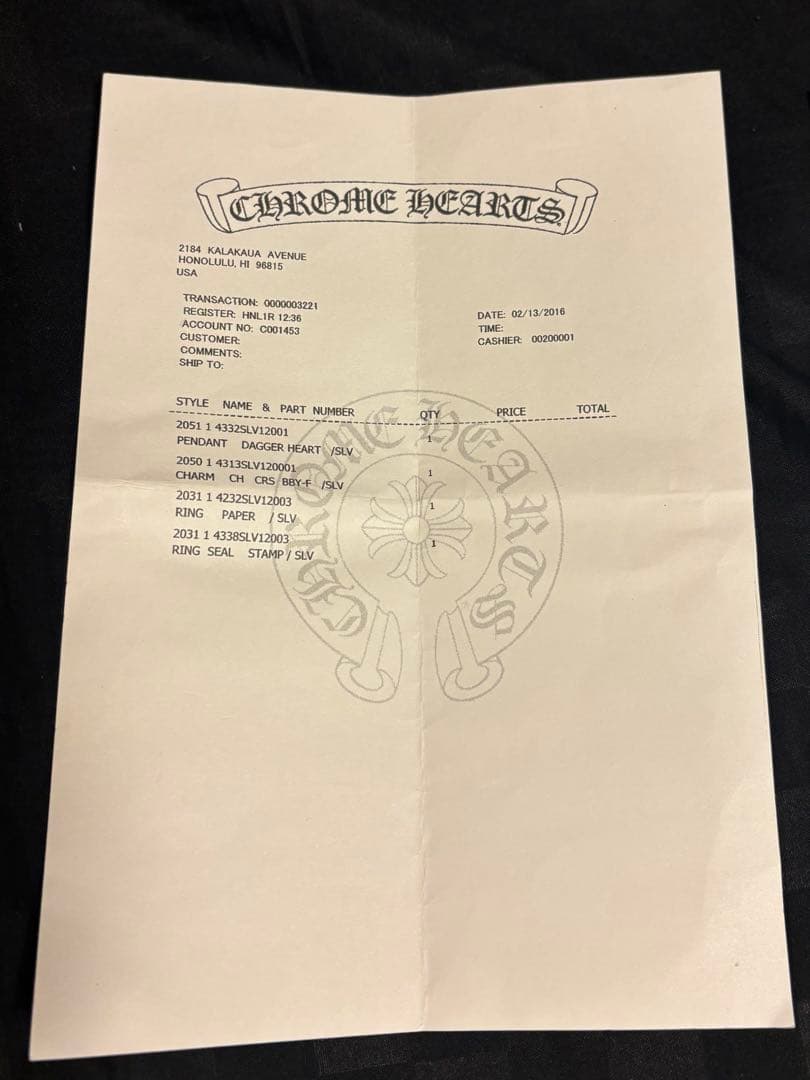 CHROME HEARTS
2184 KALAKAUA AVENUE
HONOLULU, HI 96815
USA
TRANSACTION: 0000003221
REGISTER: HNL1R 12:36
ACCOUNT NO: C001453
CUSTOMER:
COMMENTS:
SHIP TO:
DATE: 02/13/2016
TIME:
CASHIER: 00200001
STYLE NAME & PART NUMBER QTY PRICE TOTAL
2051 1 4332SLV12001 1
PENDANT DAGGER HEART /SLV
2050 1 4313SLV120001 1
CHARM CH CRS BBY-F /SLV
2031 1 4232SLV12003 1
RING PAPER / SLV
2031 1 4338SLV12003 1
RING SEAL STAMP / SLV
CHROME HEARTS